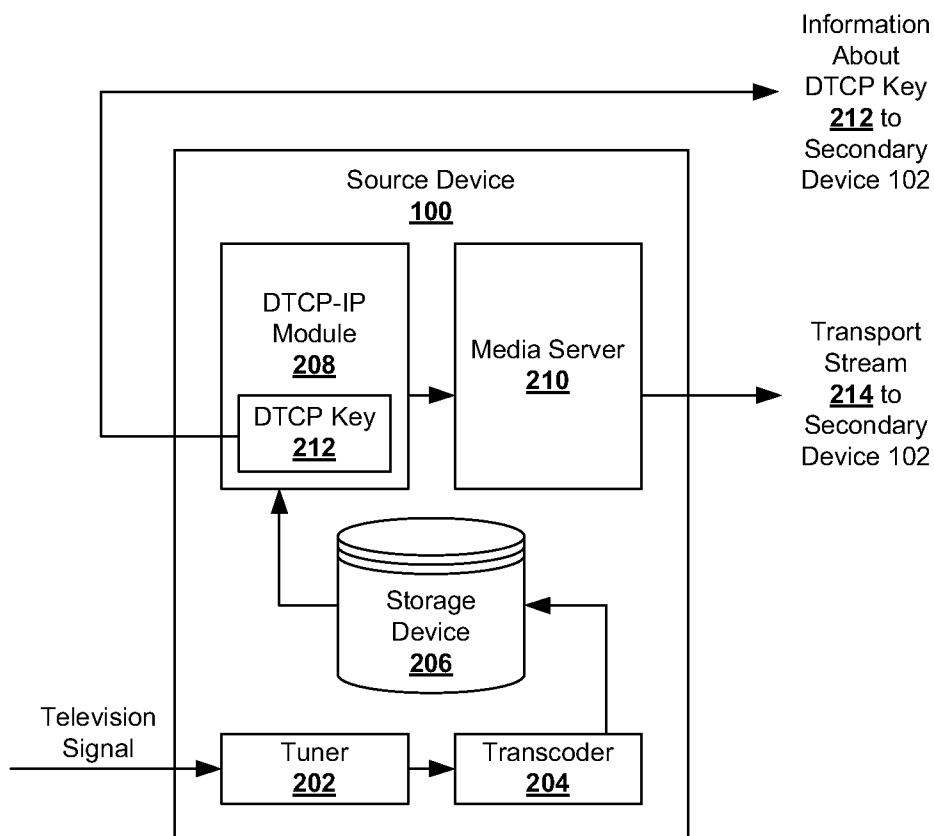 Information
About
DTCP Key
212 to
Secondary
Device 102
Source Device
100
DTCP-IP
Module
208
DTCP Key
212
Media Server
210
Transport
Stream
214 to
Secondary
Device 102
Storage
Device
206
Television
Signal
Tuner
202
Transcoder
204